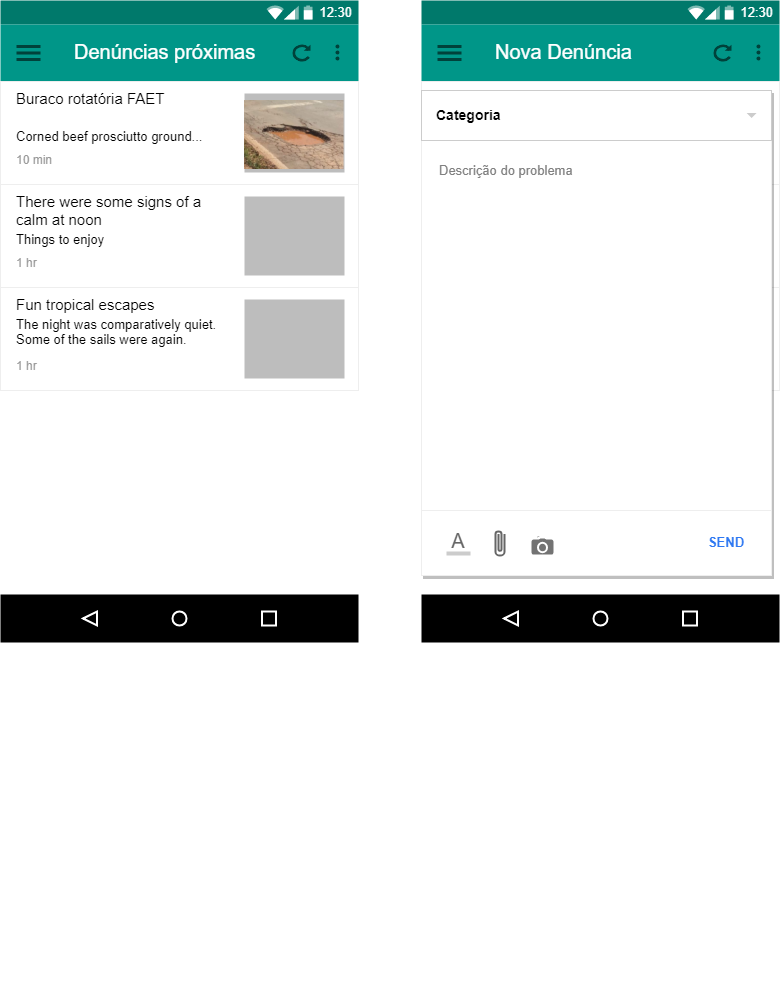 12:30
Denúncias próximas
Buraco rotatória FAET
Corned beef prosciutto ground...
10 min
There were some signs of a
calm at noon
Things to enjoy
1 hr
Fun tropical escapes
The night was comparatively quiet.
Some of the sails were again.
1 hr
12:30
Nova Denúncia
Categoria
Descrição do problema
A
SEND